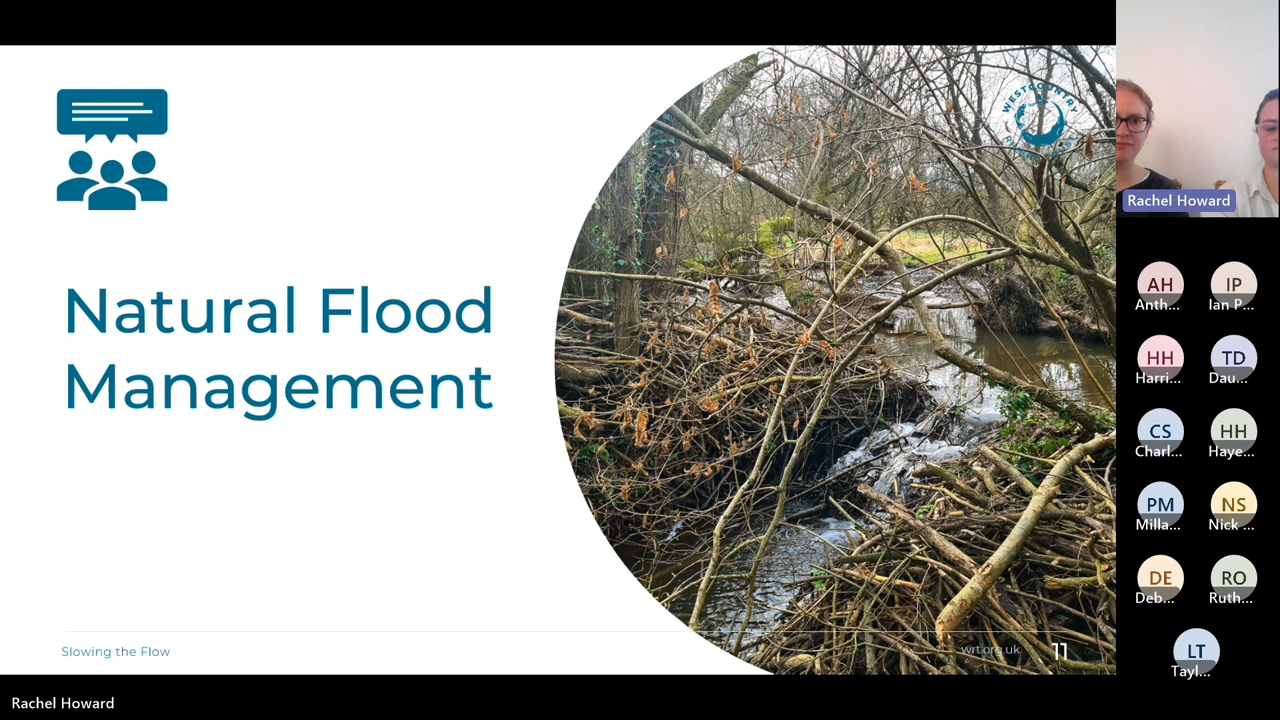 Natural Flood
Management
Slowing the Flow
wrt.org.uk
11
WESTCOUNTRY
Rachel Howard
AH
Anth...
IP
Ian P...
HH
Harri...
TD
Dau...
CS
Charl...
HH
Haye...
PM
Milla...
NS
Nick ...
DE
Deb...
RO
Ruth...
LT
Tayl...
Rachel Howard